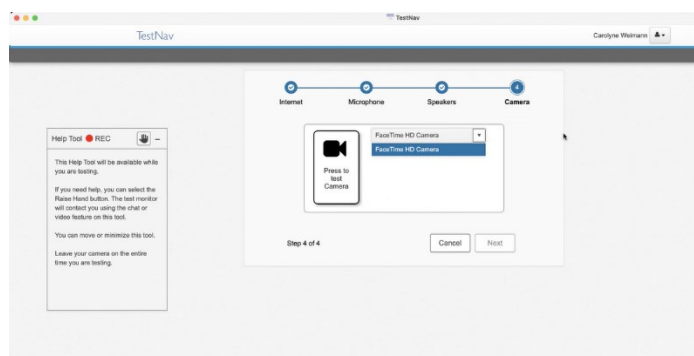 TestNav
TestNav
Carolyne Weimann
Internet
Microphone
Speakers
4
Camera
Help Tool REC
This Help Tool will be available while
you are testing.
If you need help, you can select the
Raise Hand button. The test monitor
will contact you using the chat or
video feature on this tool.
You can move or minimize this tool.
Leave your camera on the entire
time you are testing.
FaceTime HD Camera
FaceTime HD Camera
Press to
test
Camera
Step 4 of 4
Cancel
Next